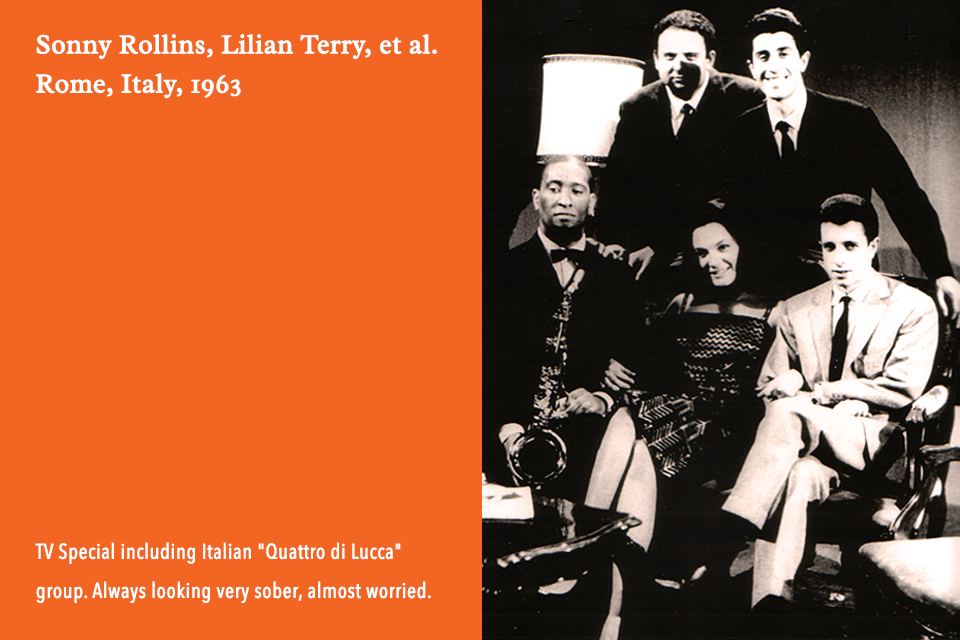 Sonny Rollins, Lilian Terry, et al.
Rome, Italy, 1963
TV Special including Italian "Quattro di Lucca"
group. Always looking very sober, almost worried.